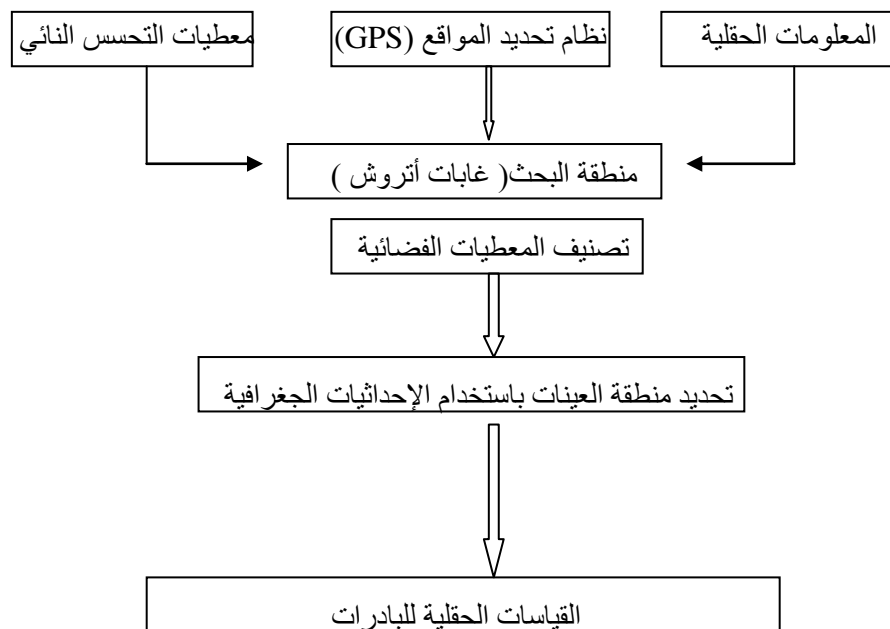 المعلومات الحقلية
نظام تحديد المواقع (GPS)
معطيات التحسس النائي
منطقة البحث( غابات أتروش )
تصنيف المعطيات الفضائية
تحديد منطقة العينات باستخدام الإحداثيات الجغرافية
القياسات الحقلية للبادرات